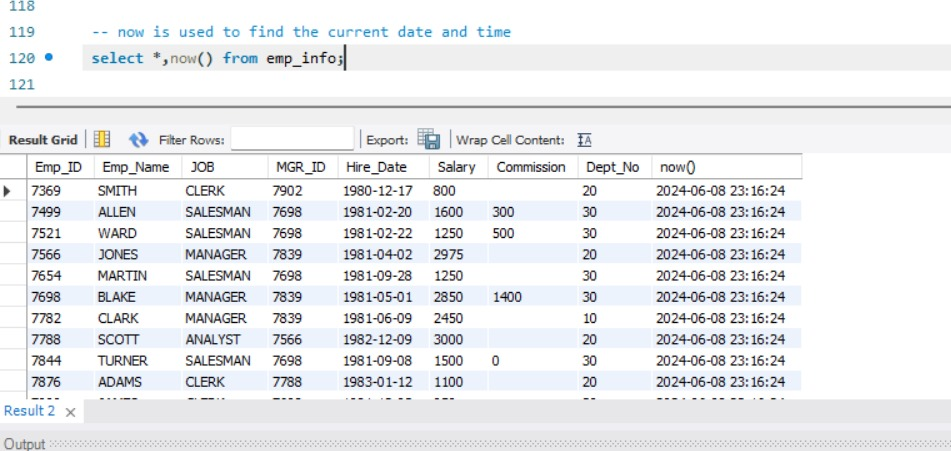 118
119 -- now is used to find the current date and time
120 select *,now() from emp_info;
121
Result Grid Filter Rows: Export: Wrap Cell Content: IA
Emp_ID Emp_Name JOB MGR_ID Hire_Date Salary Commission Dept_No now()
7369 SMITH CLERK 7902 1980-12-17 800 20 2024-06-08 23:16:24
7499 ALLEN SALESMAN 7698 1981-02-20 1600 300 30 2024-06-08 23:16:24
7521 WARD SALESMAN 7698 1981-02-22 1250 500 30 2024-06-08 23:16:24
7566 JONES MANAGER 7839 1981-04-02 2975 20 2024-06-08 23:16:24
7654 MARTIN SALESMAN 7698 1981-09-28 1250 30 2024-06-08 23:16:24
7698 BLAKE MANAGER 7839 1981-05-01 2850 1400 30 2024-06-08 23:16:24
7782 CLARK MANAGER 7839 1981-06-09 2450 10 2024-06-08 23:16:24
7788 SCOTT ANALYST 7566 1982-12-09 3000 20 2024-06-08 23:16:24
7844 TURNER SALESMAN 7698 1981-09-08 1500 0 30 2024-06-08 23:16:24
7876 ADAMS CLERK 7788 1983-01-12 1100 20 2024-06-08 23:16:24
Result 2
Output